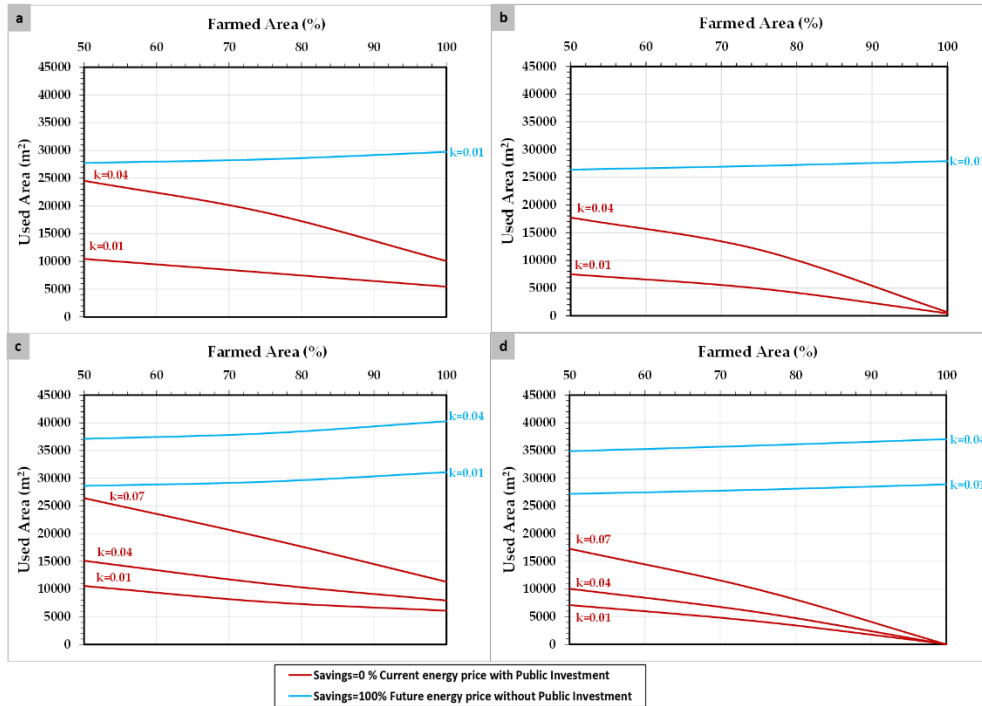 a
Farmed Area (%)
50 60 70 80 90 100
45000
40000
35000
30000
25000
20000
15000
10000
5000
0
Used Area (m²)
k=0.01
k=0.04
k=0.01
b
Farmed Area (%)
50 60 70 80 90 100
45000
40000
35000
30000
25000
20000
15000
10000
5000
0
Used Area (m²)
k=0.01
k=0.04
k=0.01
c
Farmed Area (%)
50 60 70 80 90 100
45000
40000
35000
30000
25000
20000
15000
10000
5000
0
Used Area (m²)
k=0.04
k=0.01
k=0.07
k=0.04
k=0.01
d
Farmed Area (%)
50 60 70 80 90 100
45000
40000
35000
30000
25000
20000
15000
10000
5000
0
Used Area (m²)
k=0.04
k=0.01
k=0.07
k=0.04
k=0.01
Savings=0 % Current energy price with Public Investment
Savings=100% Future energy price without Public Investment